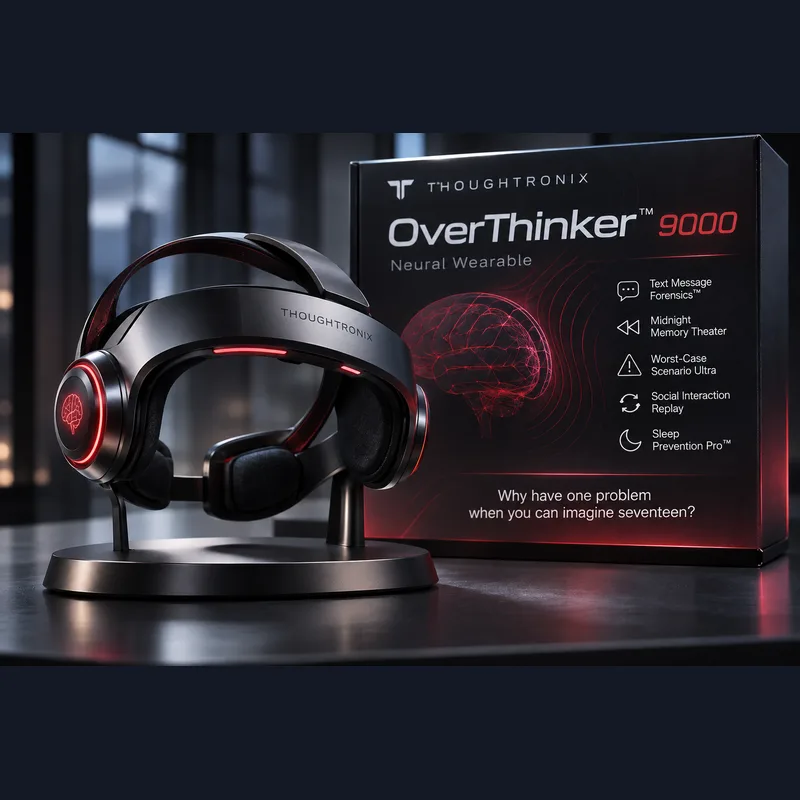 THOUGHTRONIX
OverThinker™ 9000
Neural Wearable
Text Message
Forensics™
Midnight
Memory Theater
Worst-Case
Scenario Ultra
Social Interaction
Replay
Sleep
Prevention Pro™
Why have one problem
when you can imagine seventeen?
THOUGHTRONIX